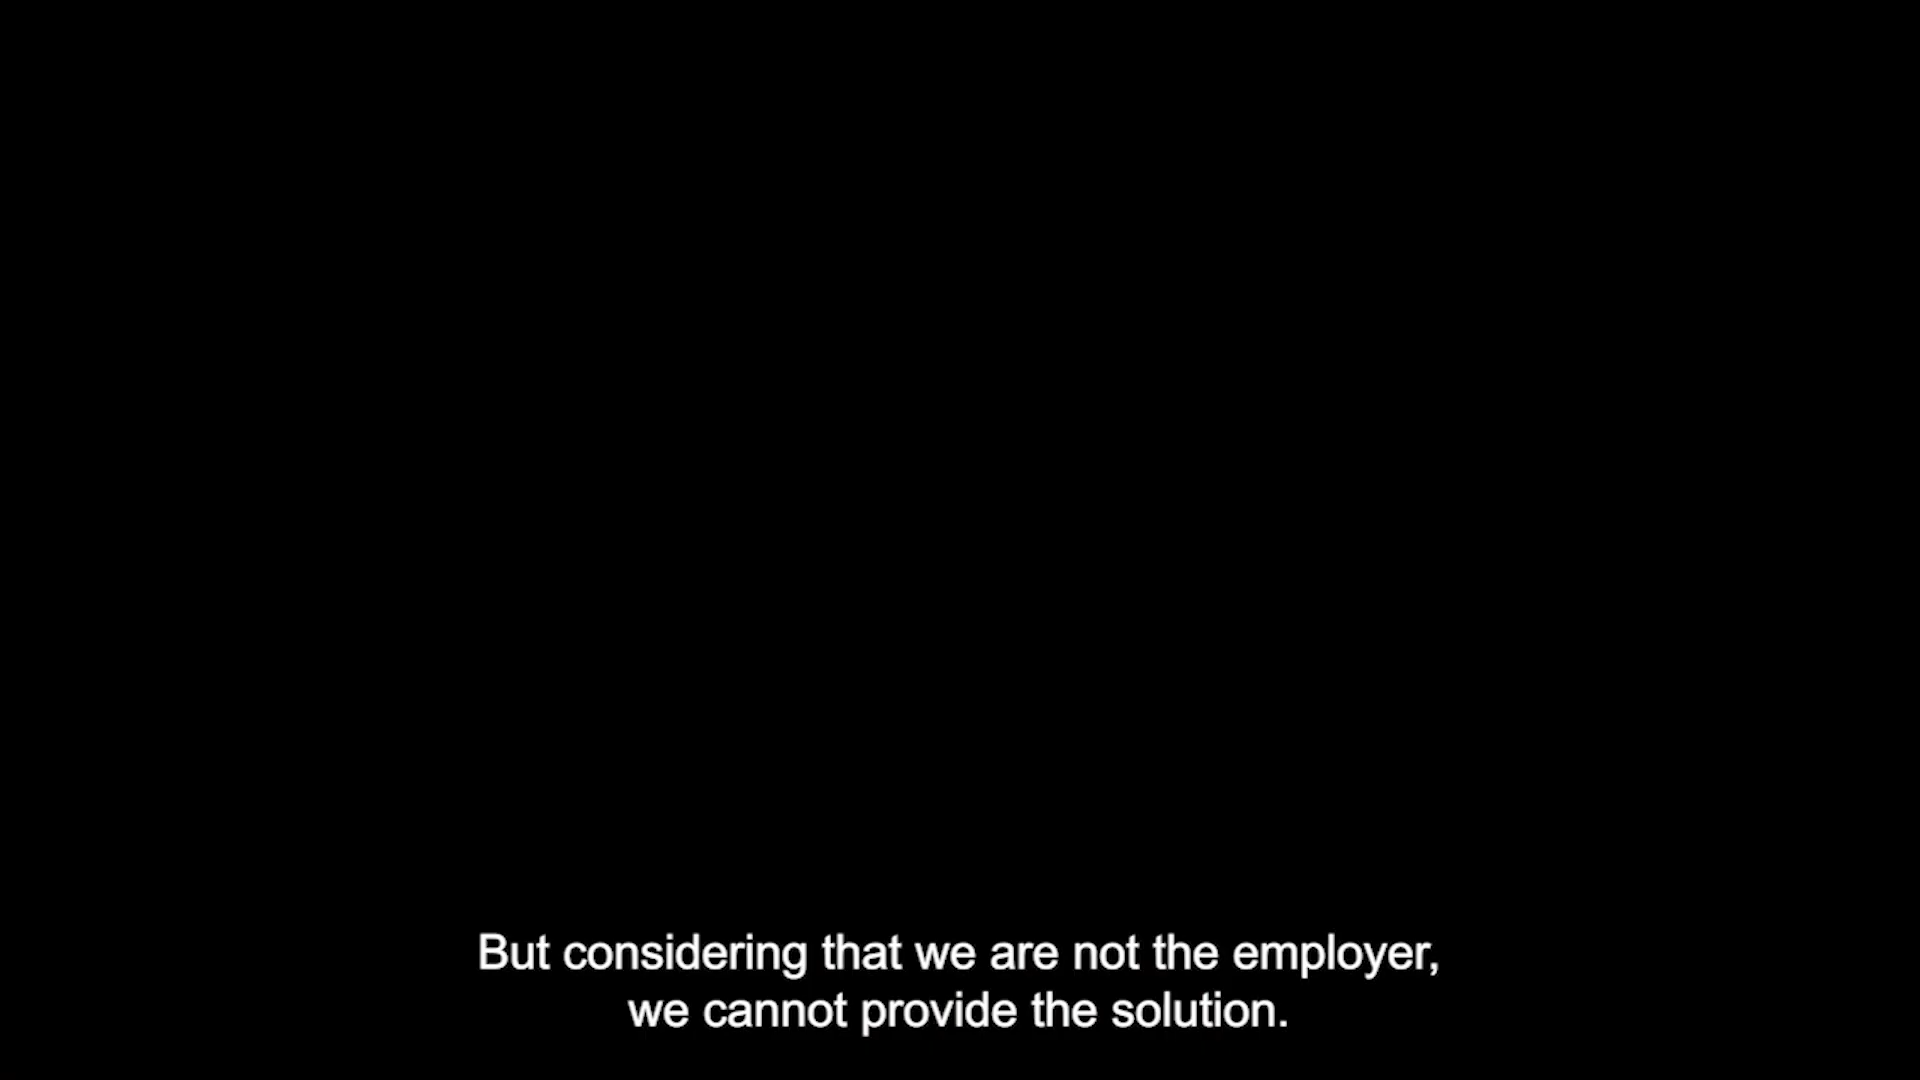 But considering that we are not the employer,
we cannot provide the solution.